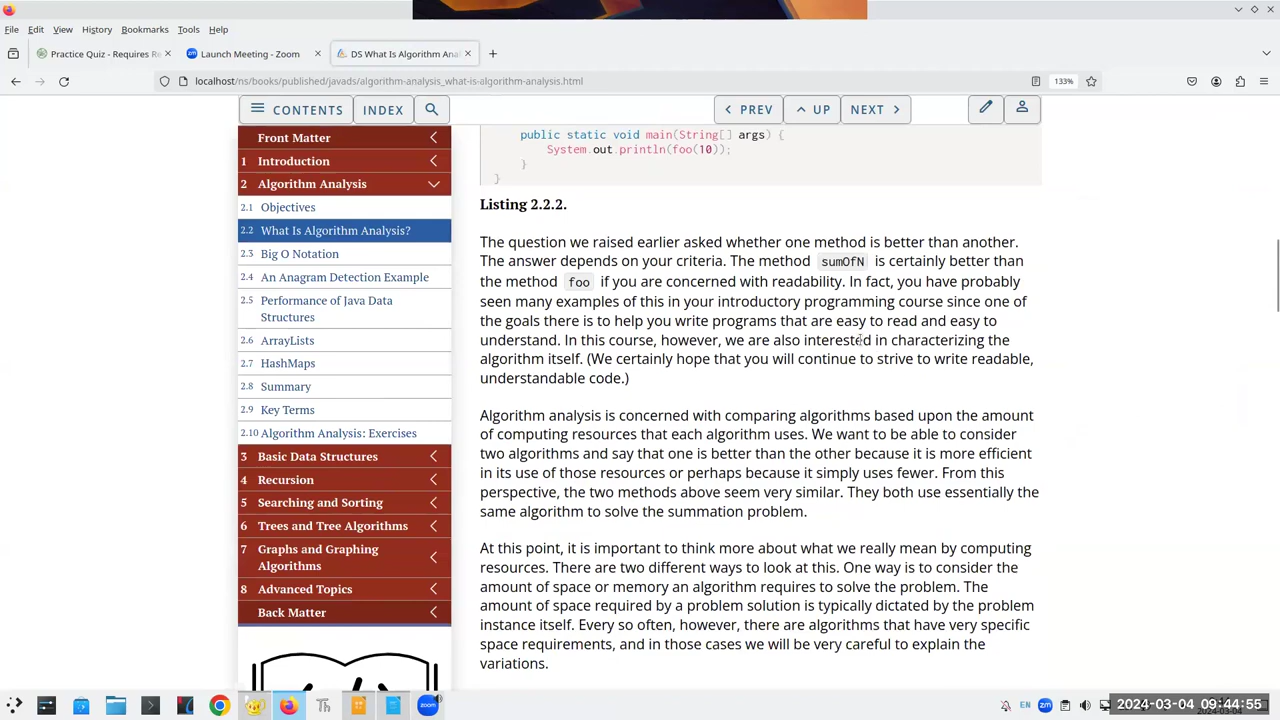 File Edit View History Bookmarks Tools Help
Practice Quiz - Requires Re
Launch Meeting - Zoom
DS What Is Algorithm Anal
localhost/ns/books/published/javads/algorithm-analysis_what-is-algorithm-analysis.html
133%
CONTENTS INDEX
PREV UP NEXT
Front Matter
1 Introduction
2 Algorithm Analysis
2.1 Objectives
2.2 What Is Algorithm Analysis?
2.3 Big O Notation
2.4 An Anagram Detection Example
2.5 Performance of Java Data
Structures
2.6 ArrayLists
2.7 HashMaps
2.8 Summary
2.9 Key Terms
2.10 Algorithm Analysis: Exercises
3 Basic Data Structures
4 Recursion
5 Searching and Sorting
6 Trees and Tree Algorithms
7 Graphs and Graphing
Algorithms
8 Advanced Topics
Back Matter
public static void main(String[] args) {
System.out.println(foo(10));
}
}
Listing 2.2.2.
The question we raised earlier asked whether one method is better than another.
The answer depends on your criteria. The method sumOfN is certainly better than
the method foo if you are concerned with readability. In fact, you have probably
seen many examples of this in your introductory programming course since one of
the goals there is to help you write programs that are easy to read and easy to
understand. In this course, however, we are also interested in characterizing the
algorithm itself. (We certainly hope that you will continue to strive to write readable,
understandable code.)
Algorithm analysis is concerned with comparing algorithms based upon the amount
of computing resources that each algorithm uses. We want to be able to consider
two algorithms and say that one is better than the other because it is more efficient
in its use of those resources or perhaps because it simply uses fewer. From this
perspective, the two methods above seem very similar. They both use essentially the
same algorithm to solve the summation problem.
At this point, it is important to think more about what we really mean by computing
resources. There are two different ways to look at this. One way is to consider the
amount of space or memory an algorithm requires to solve the problem. The
amount of space required by a problem solution is typically dictated by the problem
instance itself. Every so often, however, there are algorithms that have very specific
space requirements, and in those cases we will be very careful to explain the
variations.
Th
zoom
EN
zm
2024-03-04 09:44:55